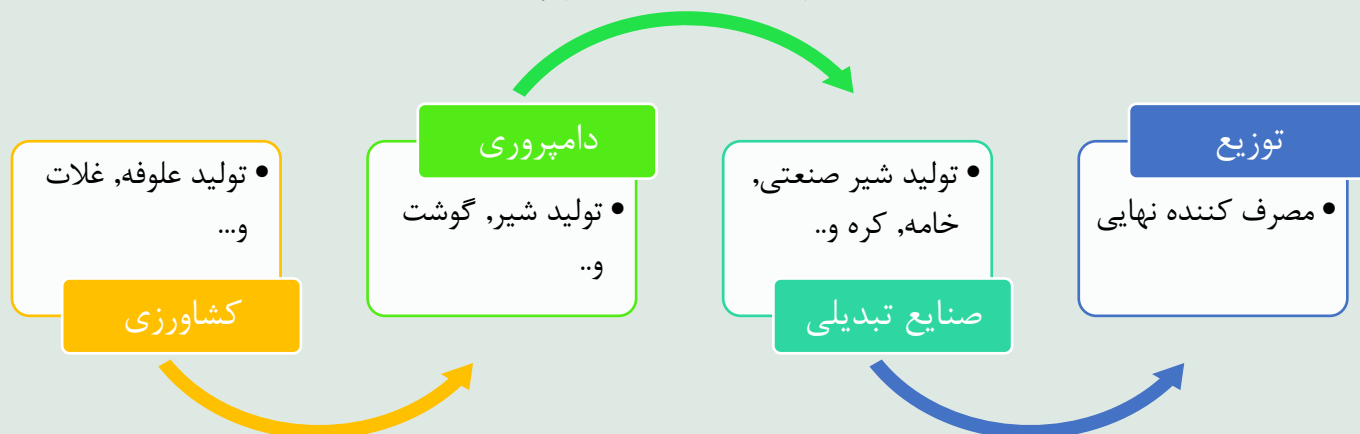 • تولید علوفه, غلات
و...
کشاورزی
دامپروری
• تولید شیر, گوشت
و..
• تولید شیر صنعتی,
خامه, کره و..
صنایع تبدیلی
توزیع
• مصرف کننده نهایی